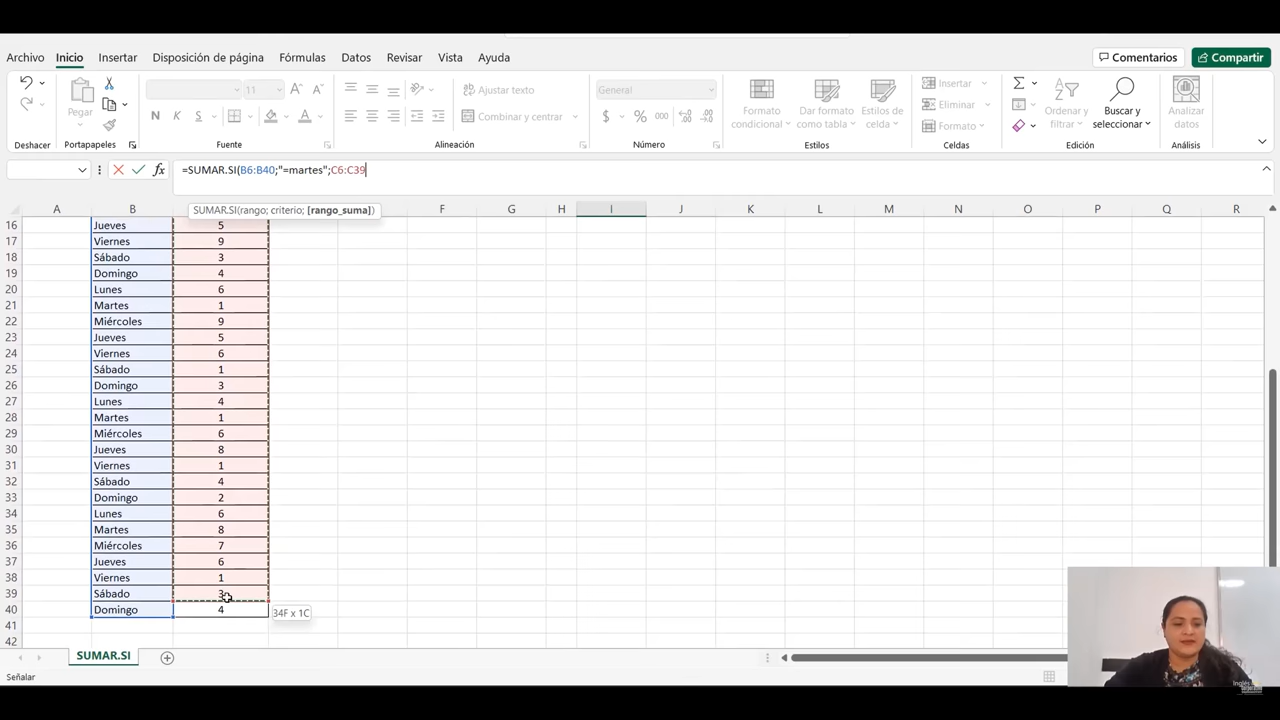 Archivo Inicio Insertar Disposición de página Fórmulas Datos Revisar Vista Ayuda Comentarios Compartir
Pegar
11
N K S
Ajustar texto
Combinar y centrar
General
$ % 000
Formato condicional
Dar formato como tabla
Estilos de celda
Insertar
Eliminar
Formato
Ordenar y filtrar
Buscar y seleccionar
Analizar datos
Deshacer Portapapeles Fuente Alineación Número Estilos Celdas Edición Análisis
fx =SUMAR.SI(B6:B40;"=martes";C6:C39
SUMAR.SI(rango; criterio; [rango_suma])
A B F G H I J K L M N O P Q R
16 Jueves 5
17 Viernes 9
18 Sábado 3
19 Domingo 4
20 Lunes 6
21 Martes 1
22 Miércoles 9
23 Jueves 5
24 Viernes 6
25 Sábado 1
26 Domingo 3
27 Lunes 4
28 Martes 1
29 Miércoles 6
30 Jueves 8
31 Viernes 1
32 Sábado 4
33 Domingo 2
34 Lunes 6
35 Martes 8
36 Miércoles 7
37 Jueves 6
38 Viernes 1
39 Sábado 3
40 Domingo 4 34F x 1C
41
42
SUMAR.SI
Señalar